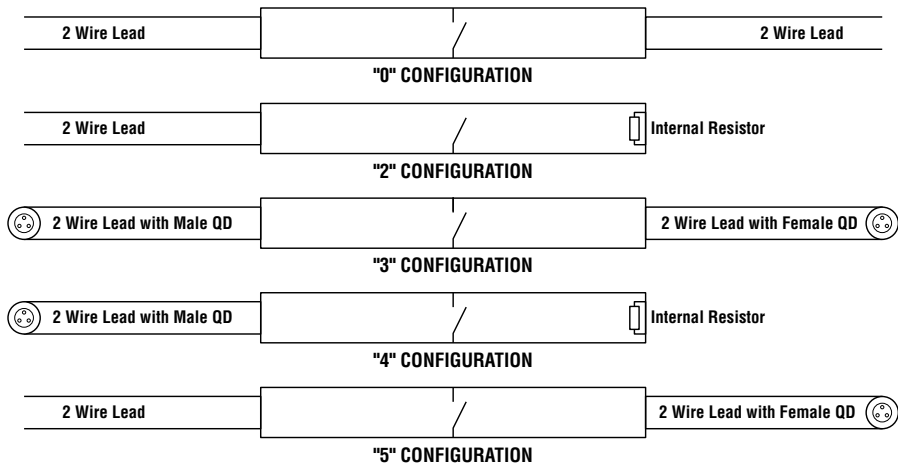 2 Wire Lead 2 Wire Lead
"0" CONFIGURATION
2 Wire Lead Internal Resistor
"2" CONFIGURATION
2 Wire Lead with Male QD 2 Wire Lead with Female QD
"3" CONFIGURATION
2 Wire Lead with Male QD Internal Resistor
"4" CONFIGURATION
2 Wire Lead 2 Wire Lead with Female QD
"5" CONFIGURATION